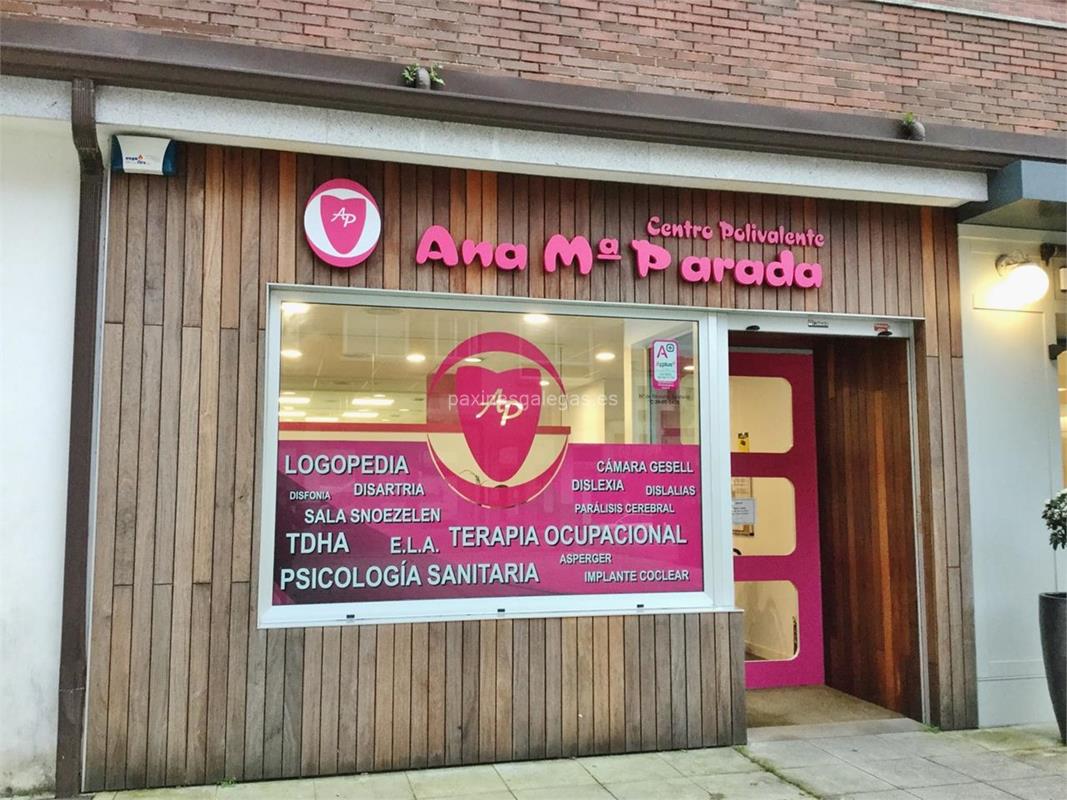 AP
Centro Polivalente
Ana Mª Parada
A+
Applus+
AP
paxinasgalegas.es
LOGOPEDIA
CÁMARA GESELL
DISFONIA
DISARTRIA
DISLEXIA
DISLALIAS
SALA SNOEZELEN
PARÁLISIS CEREBRAL
TDHA
E.L.A.
TERAPIA OCUPACIONAL
ASPERGER
PSICOLOGÍA SANITARIA
IMPLANTE COCLEAR